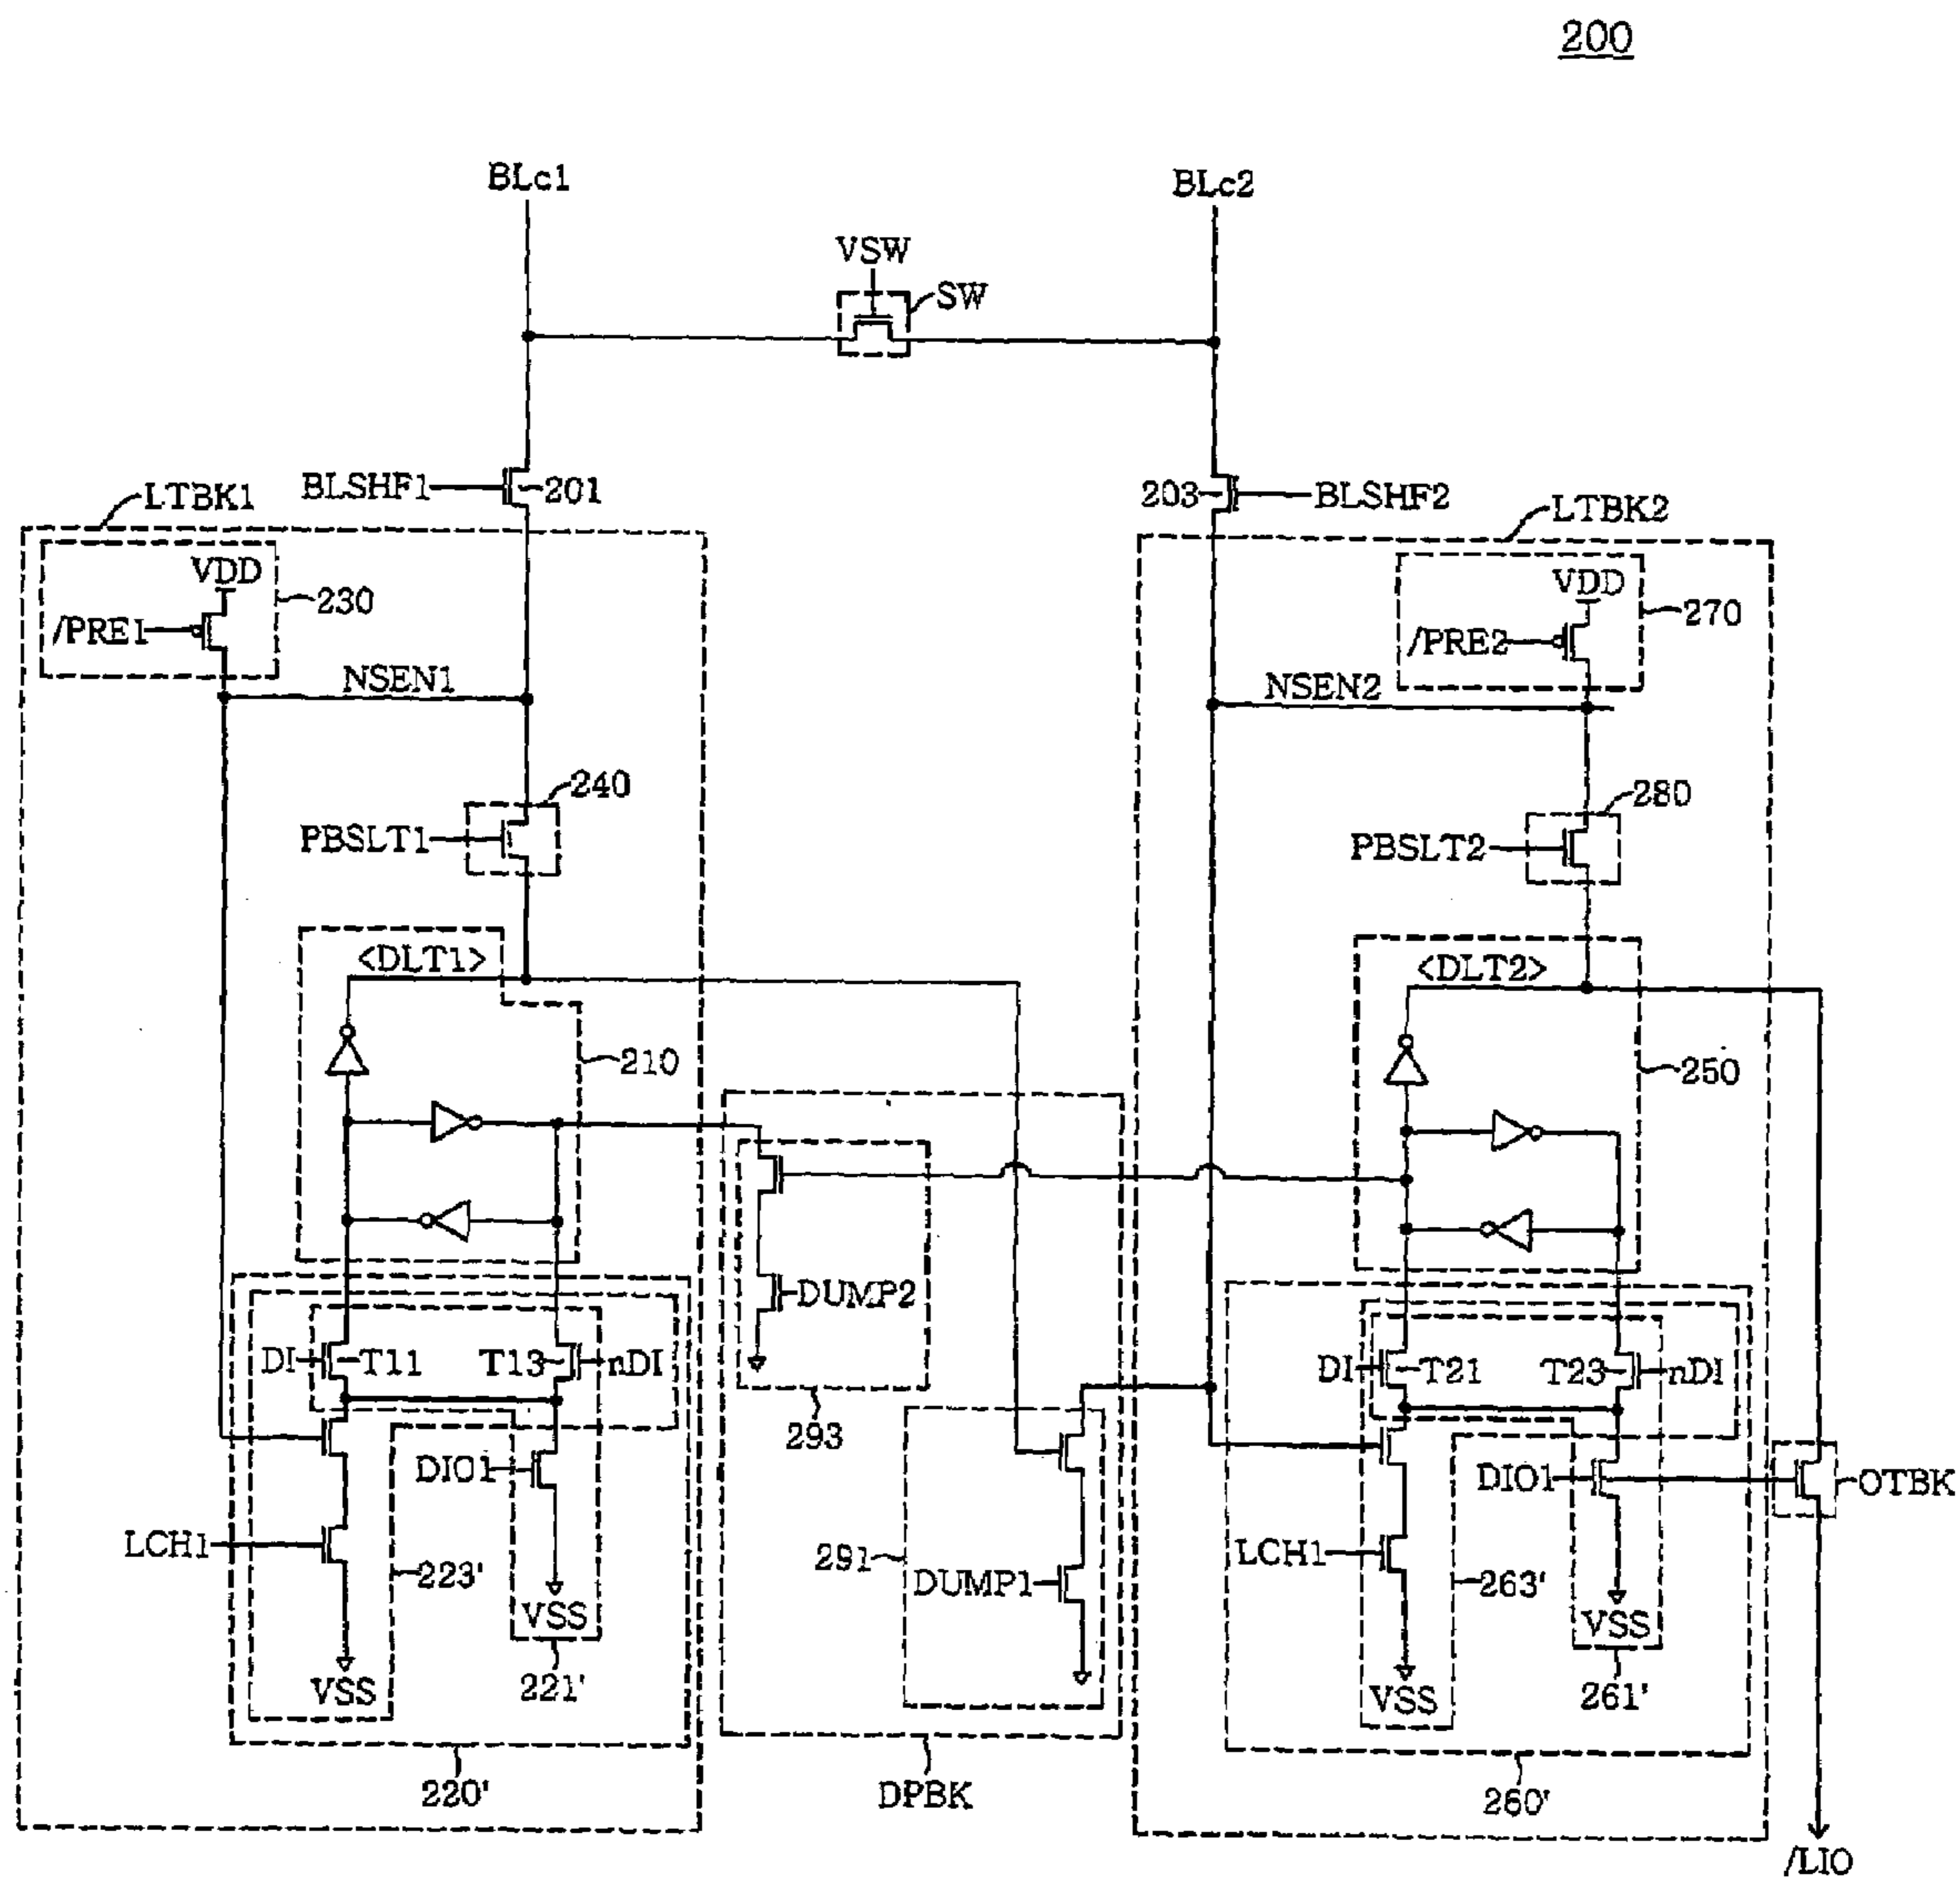 200
BLc1
BLc2
VSW
SW
LTBK1
BLSHF1
201
203
BLSHF2
LTBK2
VDD
230
/PRE1
VDD
270
/PRE2
NSEN1
NSEN2
240
PBSLT1
280
PBSLT2
<DLT1>
<DLT2>
210
250
DUMP2
DI
T11
T13
nDI
DI
T21
T23
nDI
293
DIO1
DIO1
OTBK
LCH1
LCH1
223'
291
DUMP1
263'
VSS
VSS
VSS
221'
VSS
261'
220'
DPBK
260'
/LIO